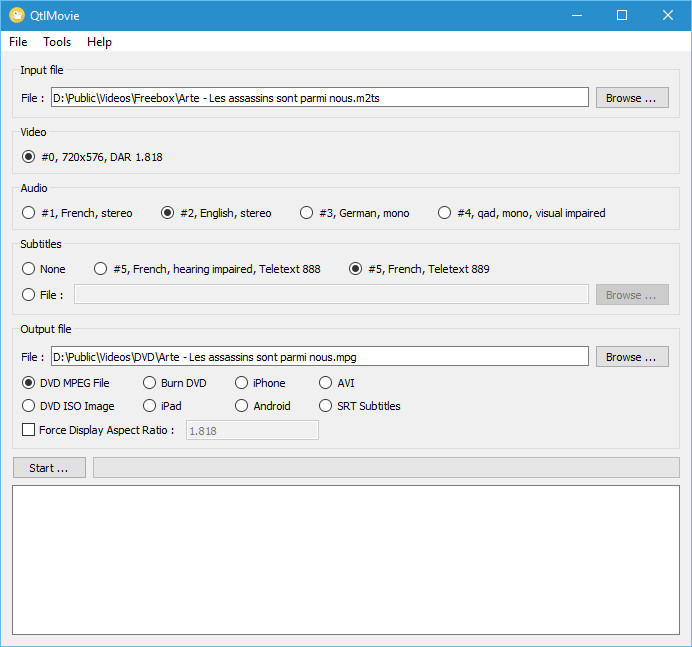 QtlMovie
File Tools Help
Input file
File : D:\Public\Videos\Freebox\Arte - Les assassins sont parmi nous.m2ts Browse ...
Video
#0, 720x576, DAR 1.818
Audio
#1, French, stereo #2, English, stereo #3, German, mono #4, qad, mono, visual impaired
Subtitles
None #5, French, hearing impaired, Teletext 888 #5, French, Teletext 889
File : Browse ...
Output file
File : D:\Public\Videos\DVD\Arte - Les assassins sont parmi nous.mpg Browse ...
DVD MPEG File Burn DVD iPhone AVI
DVD ISO Image iPad Android SRT Subtitles
Force Display Aspect Ratio : 1.818
Start ...